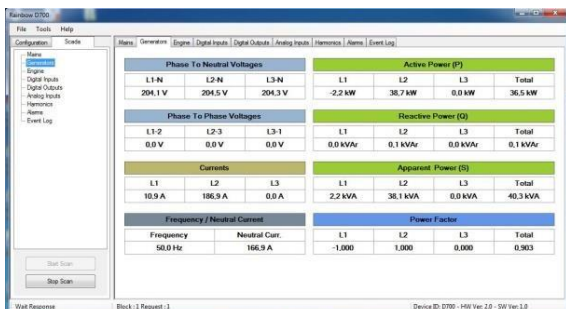 Rainbow D700
File Tools Help
Configuration Scada
Mains
Generators
Engine
Digital Inputs
Digital Outputs
Analog Inputs
Harmonics
Alarms
Event Log
Start Scan
Stop Scan
Mains Generators Engine Digital Inputs Digital Outputs Analog Inputs Harmonics Alarms Event Log
Phase To Neutral Voltages
L1-N L2-N L3-N
204,1 V 204,5 V 204,3 V
Phase To Phase Voltages
L1-2 L2-3 L3-1
0,0 V 0,0 V 0,0 V
Currents
L1 L2 L3
10,9 A 186,9 A 0,0 A
Frequency / Neutral Current
Frequency Neutral Curr.
50,0 Hz 166,9 A
Active Power (P)
L1 L2 L3 Total
-2,2 kW 38,7 kW 0,0 kW 36,5 kW
Reactive Power (Q)
L1 L2 L3 Total
0,0 kVAr 0,1 kVAr 0,0 kVAr 0,1 kVAr
Apparent Power (S)
L1 L2 L3 Total
2,2 kVA 38,1 kVA 0,0 kVA 40,3 kVA
Power Factor
L1 L2 L3 Total
-1,000 1,000 0,000 0,903
Wait Response
Block : 1 Request : 1
Device ID: D700 - HW Ver: 2.0 - SW Ver: 1.0